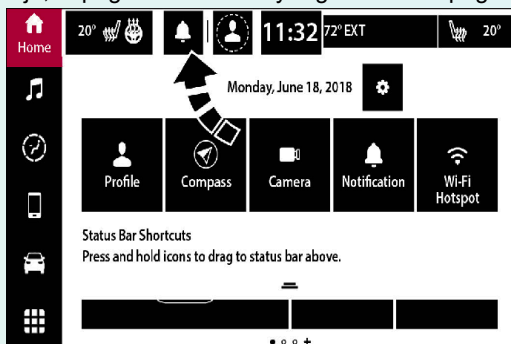 Home
20°
11:32
72° EXT
20°
Monday, June 18, 2018
Profile
Compass
Camera
Notification
Wi-Fi
Hotspot
Status Bar Shortcuts
Press and hold icons to drag to status bar above.